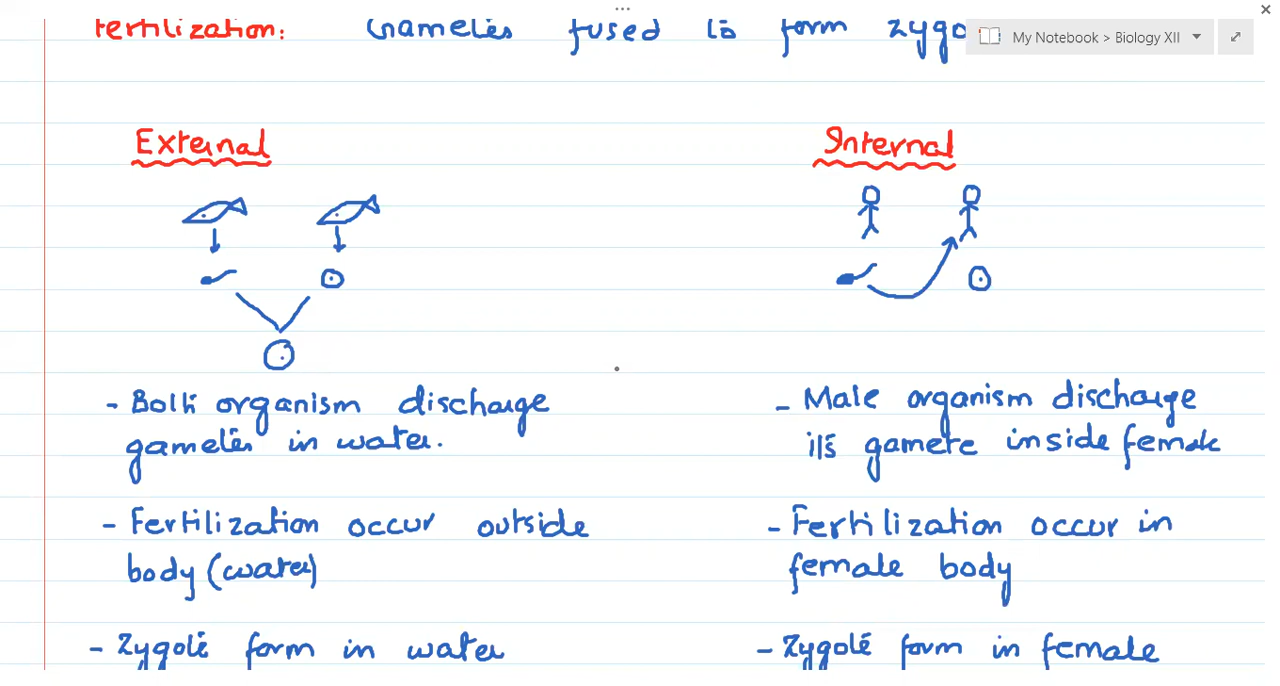 fertilization: Gametes fused to form zygo
My Notebook > Biology XII
External
Internal
- Both organism discharge
gametes in water.
- Male organism discharge
its gamete inside female
- Fertilization occur outside
body (water)
- Fertilization occur in
female body
- Zygote form in water
- Zygote form in female